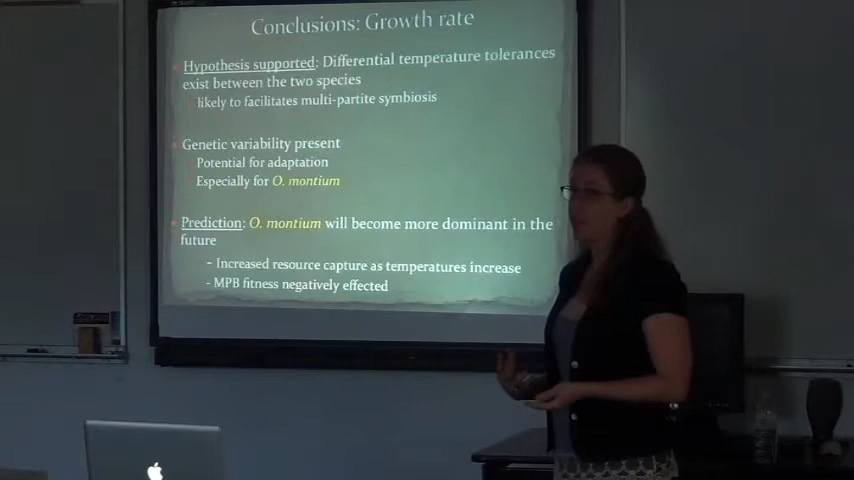 Conclusions: Growth rate
Hypothesis supported: Differential temperature tolerances
exist between the two species
likely to facilitates multi-partite symbiosis
Genetic variability present
Potential for adaptation
Especially for O. montium
Prediction: O. montium will become more dominant in the
future
- Increased resource capture as temperatures increase
- MPB fitness negatively effected